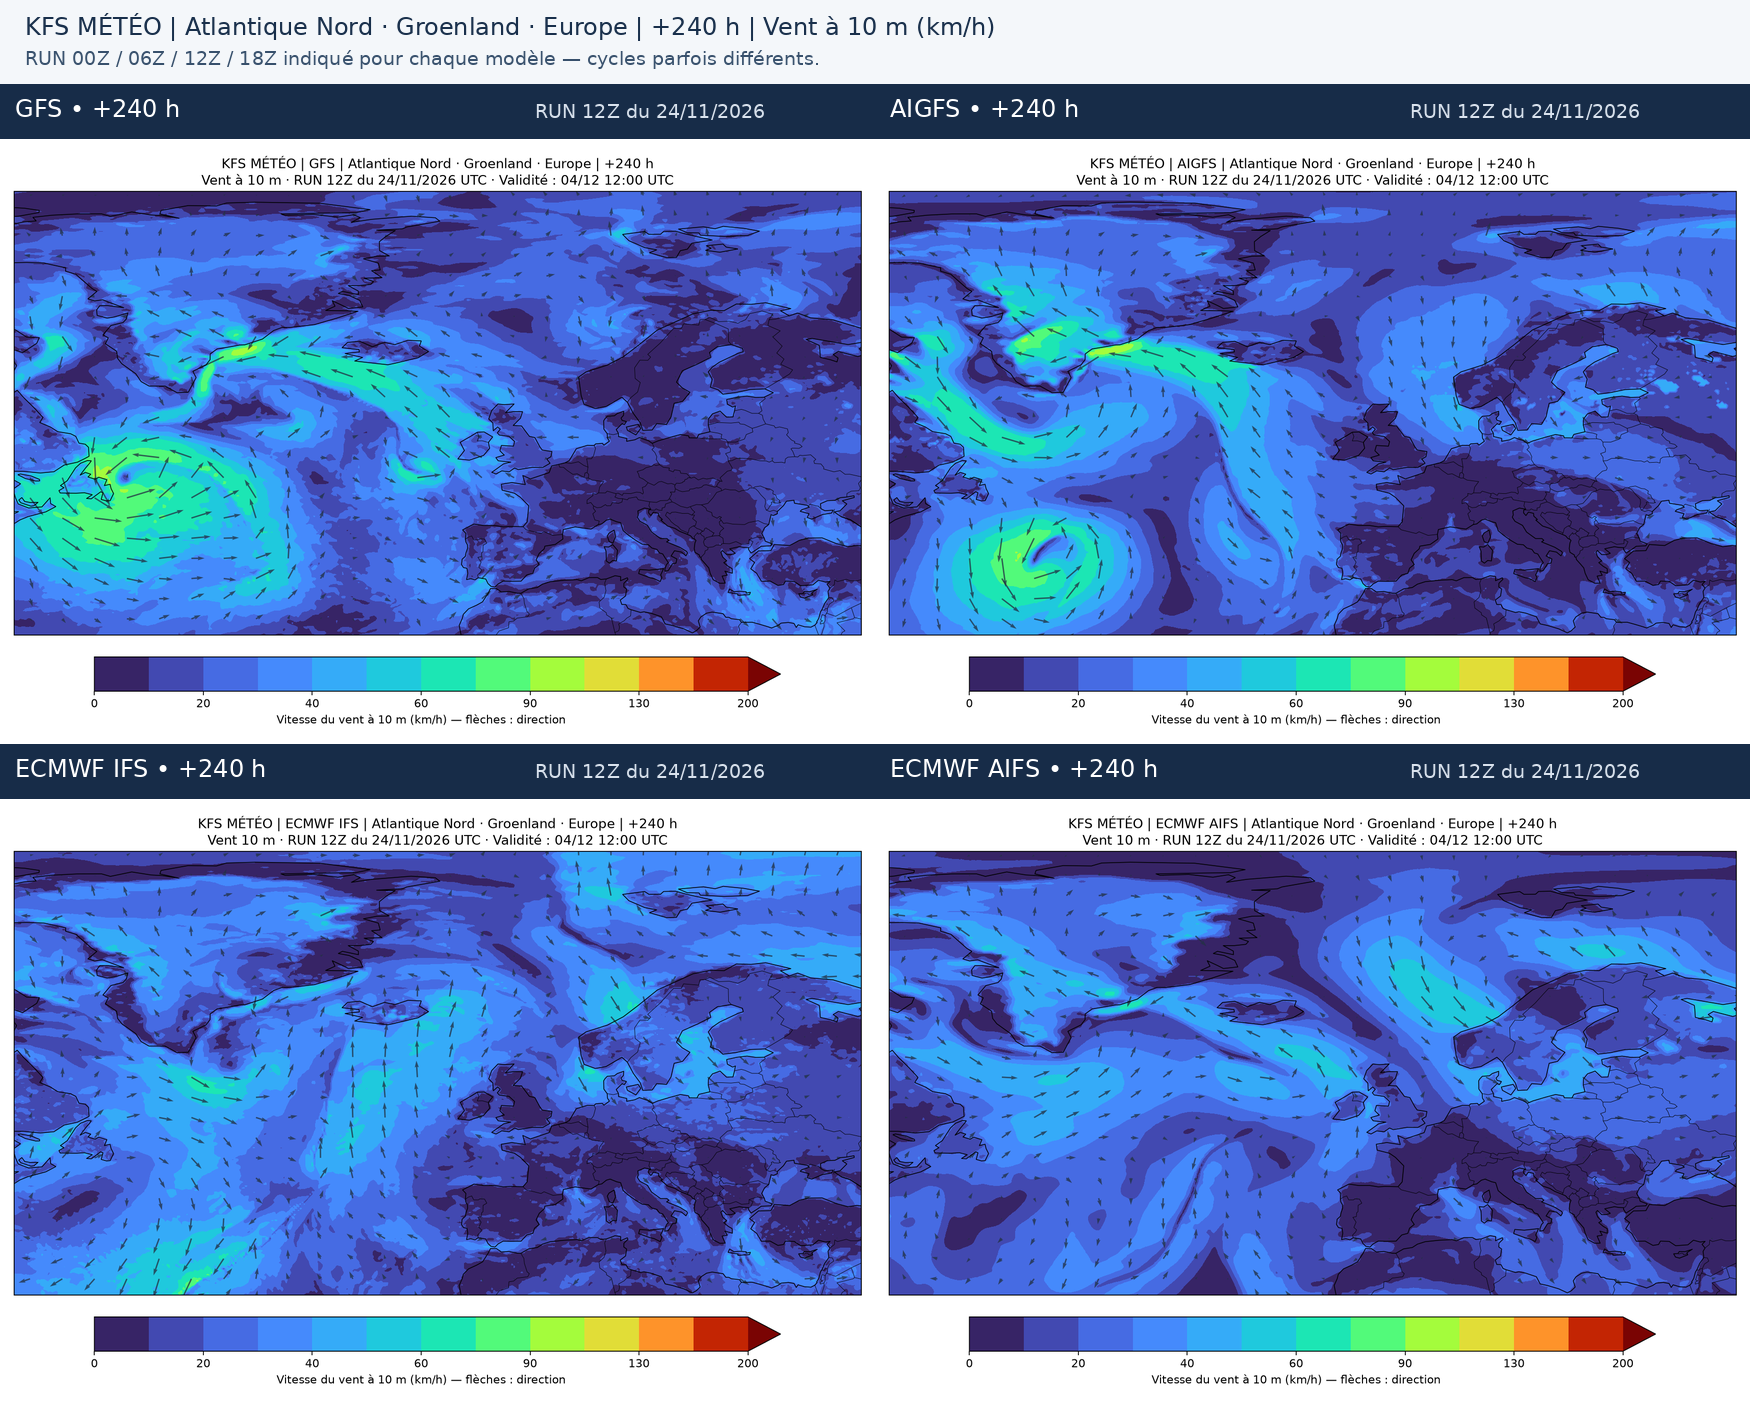 KFS MÉTÉO | Atlantique Nord · Groenland · Europe | +240 h | Vent à 10 m (km/h)
RUN 00Z / 06Z / 12Z / 18Z indiqué pour chaque modèle — cycles parfois différents.
GFS • +240 h
RUN 12Z du 24/11/2026
AIGFS • +240 h
RUN 12Z du 24/11/2026
KFS MÉTÉO | GFS | Atlantique Nord · Groenland · Europe | +240 h
Vent à 10 m · RUN 12Z du 24/11/2026 UTC · Validité : 04/12 12:00 UTC
KFS MÉTÉO | AIGFS | Atlantique Nord · Groenland · Europe | +240 h
Vent à 10 m · RUN 12Z du 24/11/2026 UTC · Validité : 04/12 12:00 UTC
0 20 40 60 90 130 200
Vitesse du vent à 10 m (km/h) — flèches : direction
0 20 40 60 90 130 200
Vitesse du vent à 10 m (km/h) — flèches : direction
ECMWF IFS • +240 h
RUN 12Z du 24/11/2026
ECMWF AIFS • +240 h
RUN 12Z du 24/11/2026
KFS MÉTÉO | ECMWF IFS | Atlantique Nord · Groenland · Europe | +240 h
Vent 10 m · RUN 12Z du 24/11/2026 UTC · Validité : 04/12 12:00 UTC
KFS MÉTÉO | ECMWF AIFS | Atlantique Nord · Groenland · Europe | +240 h
Vent 10 m · RUN 12Z du 24/11/2026 UTC · Validité : 04/12 12:00 UTC
0 20 40 60 90 130 200
Vitesse du vent à 10 m (km/h) — flèches : direction
0 20 40 60 90 130 200
Vitesse du vent à 10 m (km/h) — flèches : direction